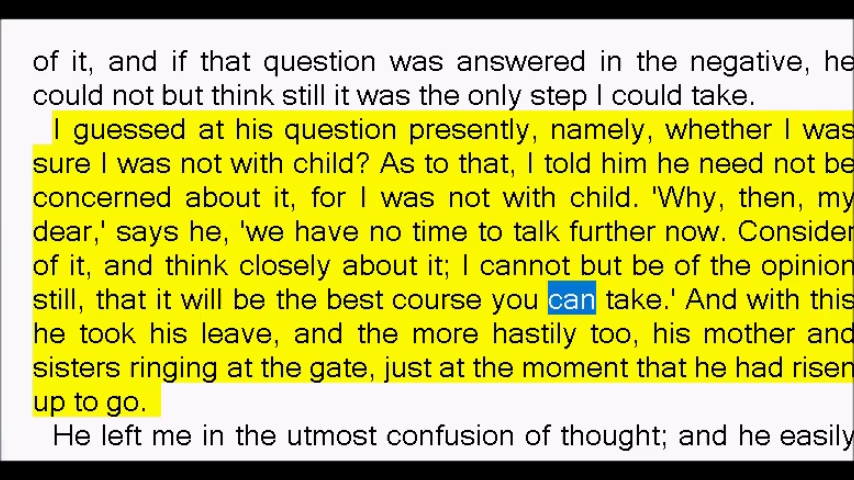 of it, and if that question was answered in the negative, he
could not but think still it was the only step I could take.
I guessed at his question presently, namely, whether I was
sure I was not with child? As to that, I told him he need not be
concerned about it, for I was not with child. 'Why, then, my
dear,' says he, 'we have no time to talk further now. Consider
of it, and think closely about it; I cannot but be of the opinion
still, that it will be the best course you can take.' And with this
he took his leave, and the more hastily too, his mother and
sisters ringing at the gate, just at the moment that he had risen
up to go.
He left me in the utmost confusion of thought; and he easily